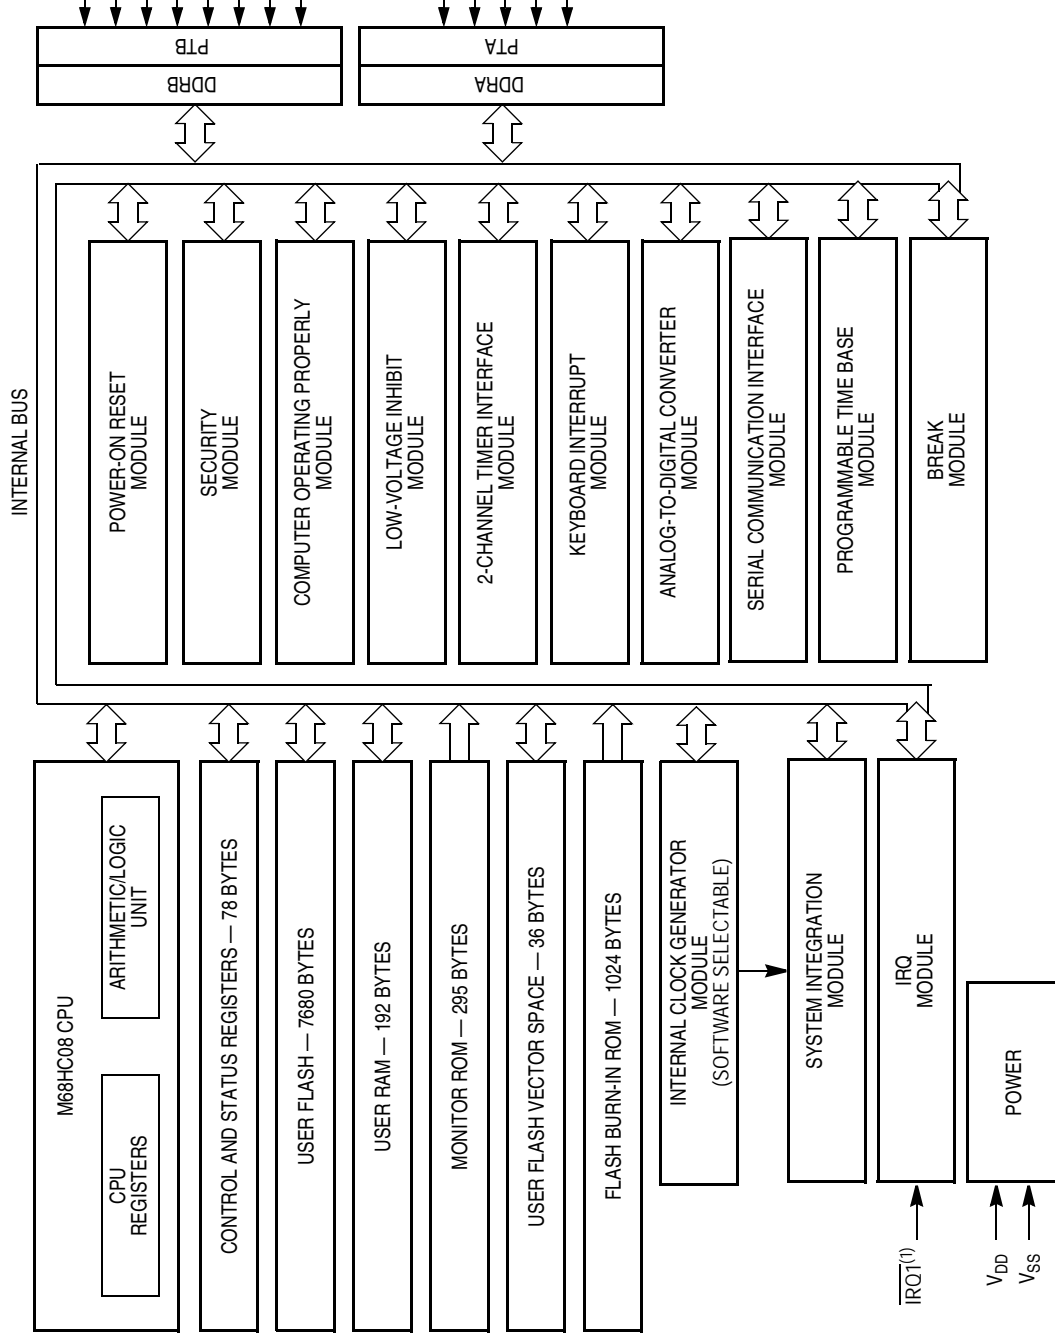 INTERNAL BUS
M68HC08 CPU
CPU
REGISTERS
ARITHMETIC/LOGIC
UNIT
CONTROL AND STATUS REGISTERS — 78 BYTES
USER FLASH — 7680 BYTES
USER RAM — 192 BYTES
MONITOR ROM — 295 BYTES
USER FLASH VECTOR SPACE — 36 BYTES
FLASH BURN-IN ROM — 1024 BYTES
INTERNAL CLOCK GENERATOR
MODULE
(SOFTWARE SELECTABLE)
SYSTEM INTEGRATION
MODULE
IRQ1(1)
IRQ
MODULE
VDD
VSS
POWER
POWER-ON RESET
MODULE
SECURITY
MODULE
COMPUTER OPERATING PROPERLY
MODULE
LOW-VOLTAGE INHIBIT
MODULE
2-CHANNEL TIMER INTERFACE
MODULE
KEYBOARD INTERRUPT
MODULE
ANALOG-TO-DIGITAL CONVERTER
MODULE
SERIAL COMMUNICATION INTERFACE
MODULE
PROGRAMMABLE TIME BASE
MODULE
BREAK
MODULE
DDRB
PTB
DDRA
PTA